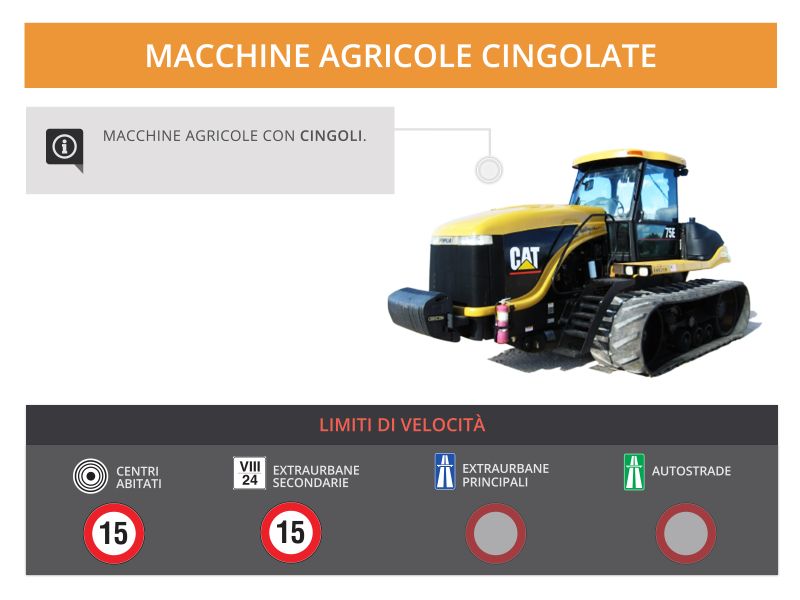 MACCHINE AGRICOLE CINGOLATE
MACCHINE AGRICOLE CON CINGOLI.
CAT
75E
LIMITI DI VELOCITÀ
CENTRI
ABITATI
VIII
24
EXTRAURBANE
SECONDARIE
EXTRAURBANE
PRINCIPALI
AUTOSTRADE
15
15